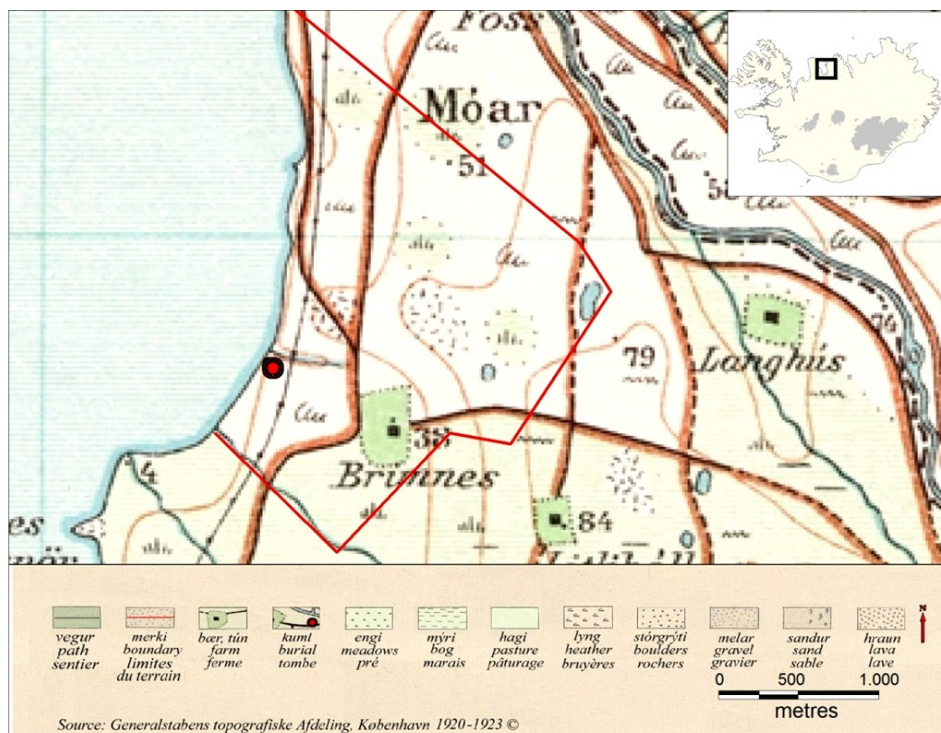 Foss
Móar
51
79
74
Langhús
38
4
Brimnes
84
vegur
path
sentier
merki
boundary
limites
du terrain
bær, tún
farm
ferme
kuml
burial
tombe
engi
meadows
pré
mýri
bog
marais
hagi
pasture
pâturage
lyng
heather
bruyères
stórgrýti
boulders
rochers
melar
gravel
gravier
sandur
sand
sable
hraun
lava
lave
N
0 500 1.000
metres
Source: Generalstabens topografiske Afdeling, København 1920-1923 ©